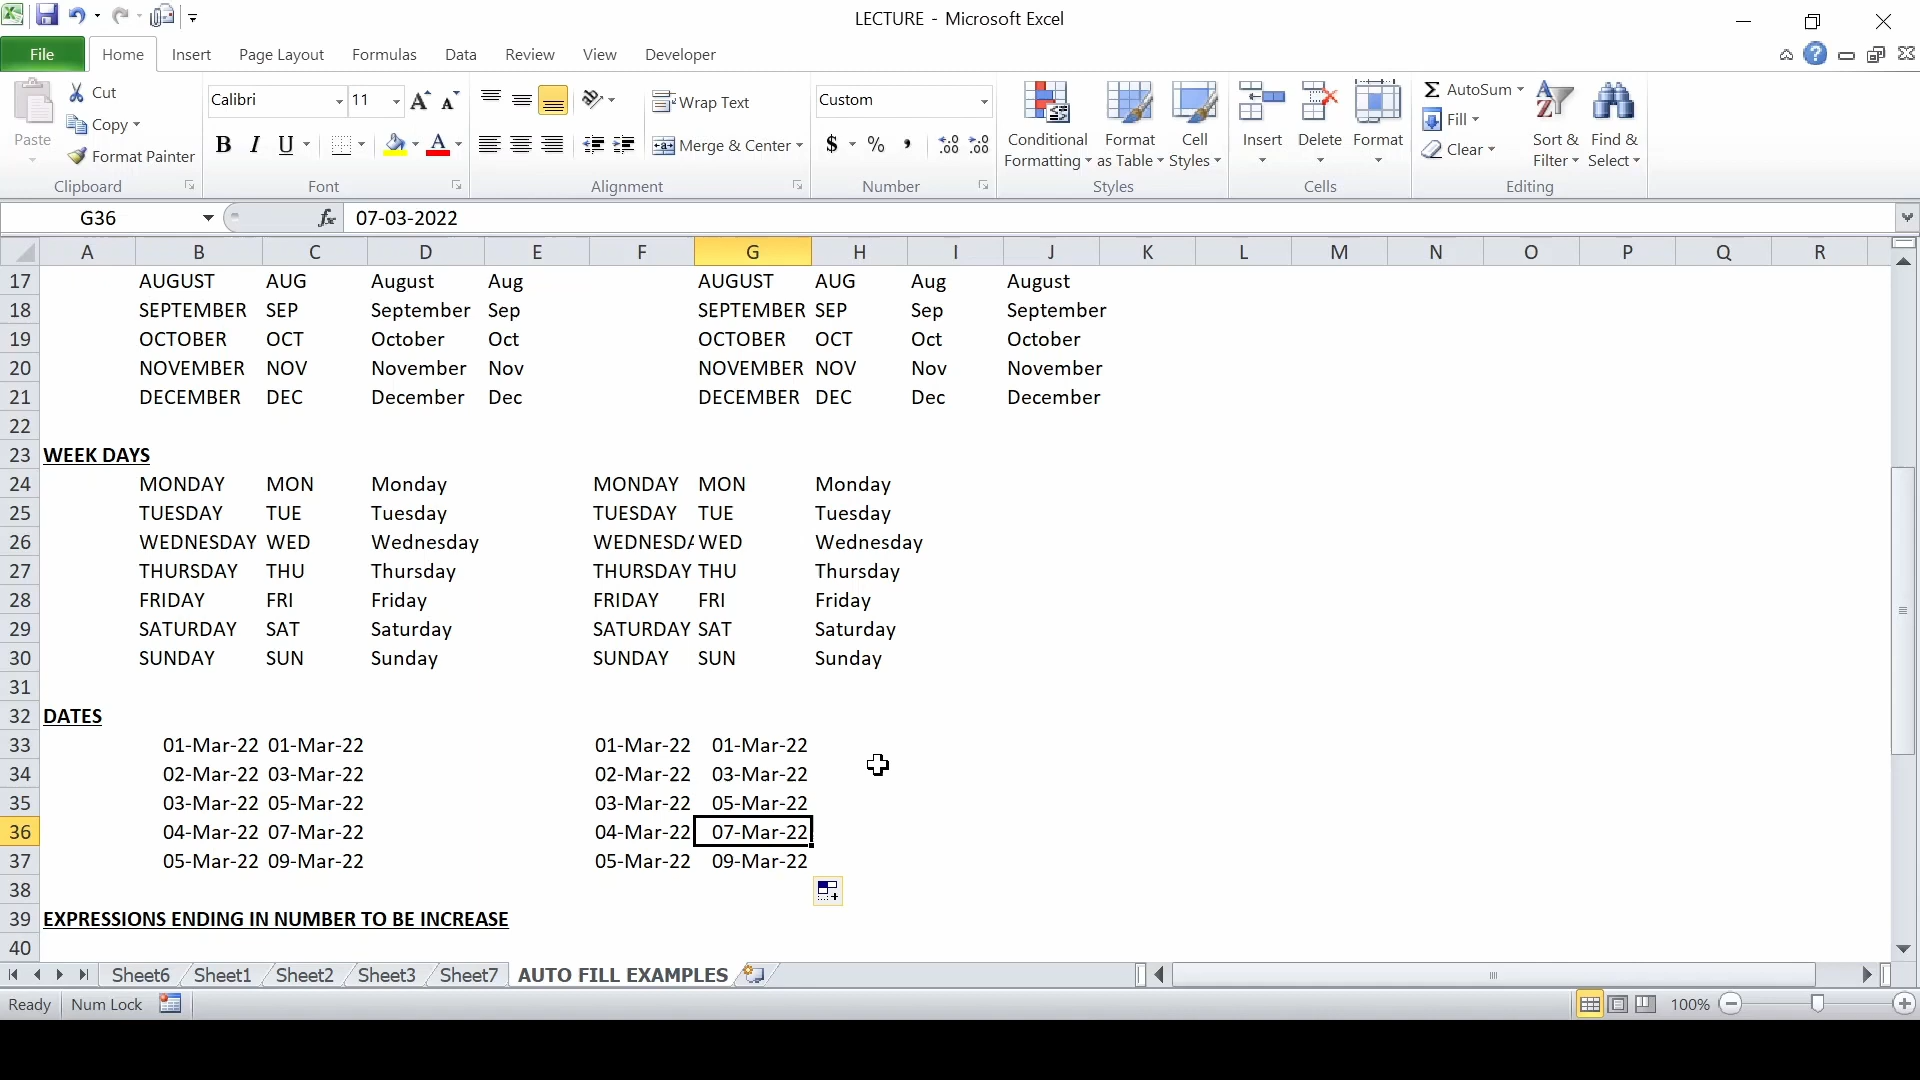 LECTURE - Microsoft Excel
File Home Insert Page Layout Formulas Data Review View Developer
Paste
Cut
Copy
Format Painter
Clipboard
Calibri 11
B I U
Font
Wrap Text
Merge & Center
Alignment
Custom
$ % ,
Number
Conditional Formatting
Format as Table
Cell Styles
Styles
Insert Delete Format
Cells
Σ AutoSum
Fill
Clear
Sort & Filter
Find & Select
Editing
G36 fx 07-03-2022
A B C D E F G H I J K L M N O P Q R
17 AUGUST AUG August Aug AUGUST AUG Aug August
18 SEPTEMBER SEP September Sep SEPTEMBER SEP Sep September
19 OCTOBER OCT October Oct OCTOBER OCT Oct October
20 NOVEMBER NOV November Nov NOVEMBER NOV Nov November
21 DECEMBER DEC December Dec DECEMBER DEC Dec December
22
23 WEEK DAYS
24 MONDAY MON Monday MONDAY MON Monday
25 TUESDAY TUE Tuesday TUESDAY TUE Tuesday
26 WEDNESDAY WED Wednesday WEDNESDA WED Wednesday
27 THURSDAY THU Thursday THURSDAY THU Thursday
28 FRIDAY FRI Friday FRIDAY FRI Friday
29 SATURDAY SAT Saturday SATURDAY SAT Saturday
30 SUNDAY SUN Sunday SUNDAY SUN Sunday
31
32 DATES
33 01-Mar-22 01-Mar-22 01-Mar-22 01-Mar-22
34 02-Mar-22 03-Mar-22 02-Mar-22 03-Mar-22
35 03-Mar-22 05-Mar-22 03-Mar-22 05-Mar-22
36 04-Mar-22 07-Mar-22 04-Mar-22 07-Mar-22
37 05-Mar-22 09-Mar-22 05-Mar-22 09-Mar-22
38
39 EXPRESSIONS ENDING IN NUMBER TO BE INCREASE
40
Sheet6 Sheet1 Sheet2 Sheet3 Sheet7 AUTO FILL EXAMPLES
Ready Num Lock 100%